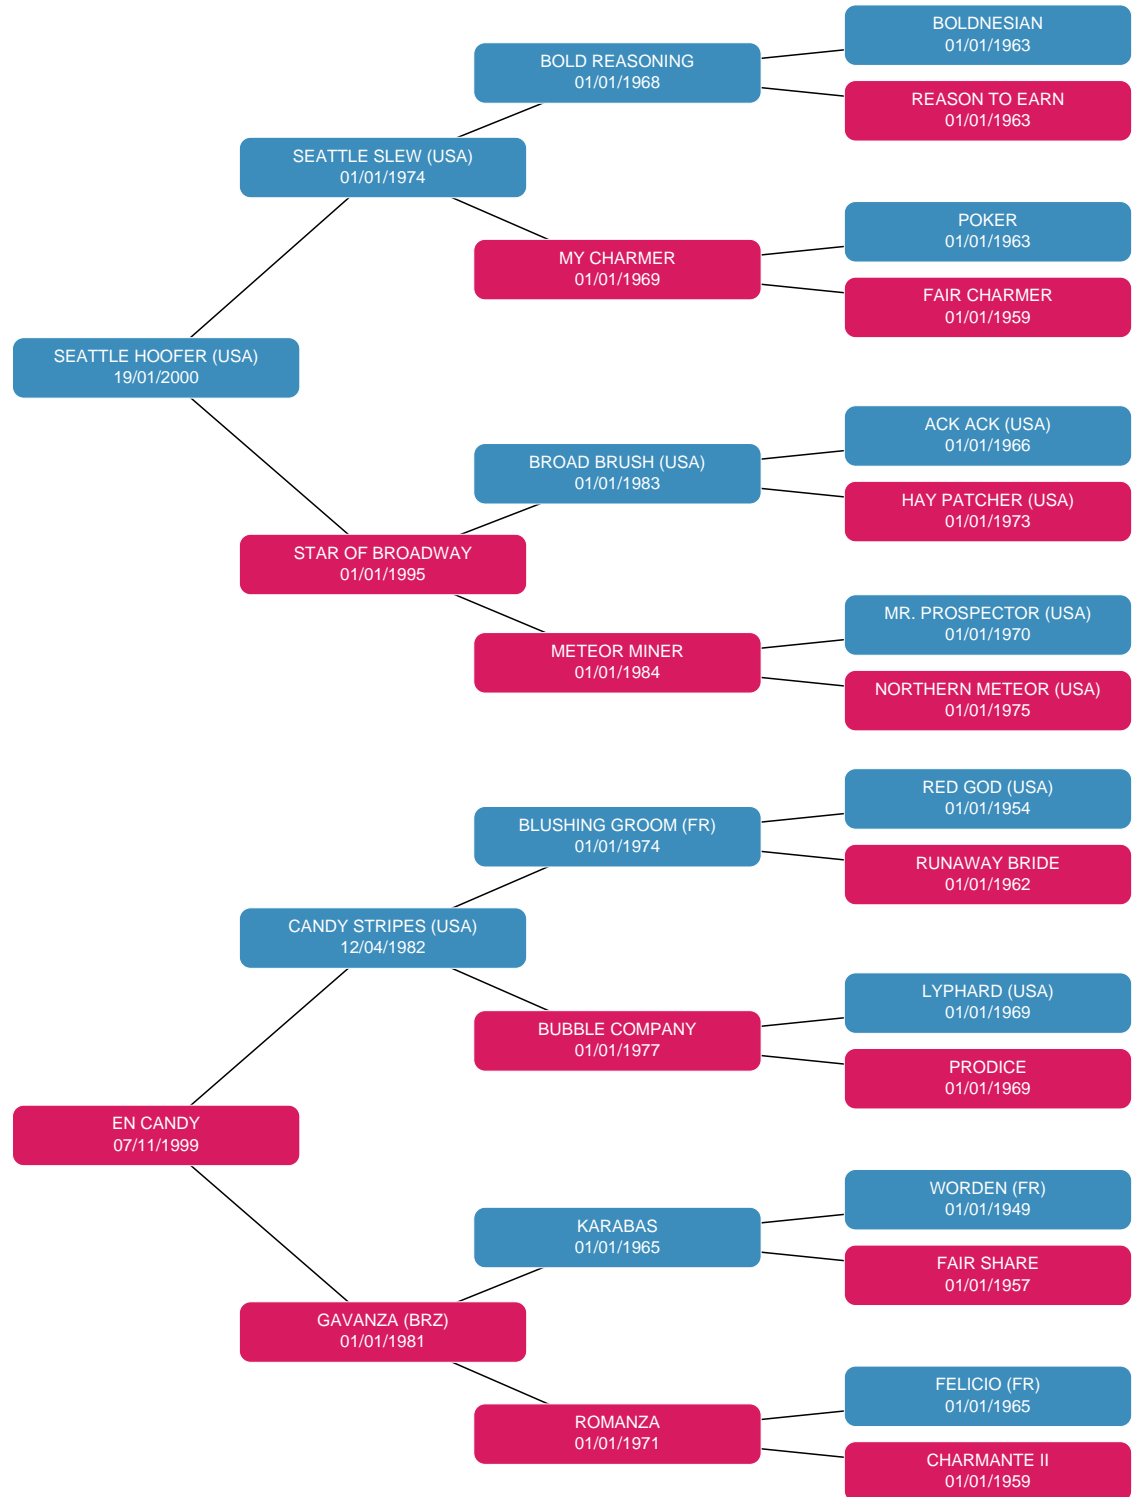 BOLDNESIAN
01/01/1963
BOLD REASONING
01/01/1968
REASON TO EARN
01/01/1963
SEATTLE SLEW (USA)
01/01/1974
POKER
01/01/1963
MY CHARMER
01/01/1969
FAIR CHARMER
01/01/1959
SEATTLE HOOFER (USA)
19/01/2000
ACK ACK (USA)
01/01/1966
BROAD BRUSH (USA)
01/01/1983
HAY PATCHER (USA)
01/01/1973
STAR OF BROADWAY
01/01/1995
MR. PROSPECTOR (USA)
01/01/1970
METEOR MINER
01/01/1984
NORTHERN METEOR (USA)
01/01/1975
RED GOD (USA)
01/01/1954
BLUSHING GROOM (FR)
01/01/1974
RUNAWAY BRIDE
01/01/1962
CANDY STRIPES (USA)
12/04/1982
LYPHARD (USA)
01/01/1969
BUBBLE COMPANY
01/01/1977
PRODICE
01/01/1969
EN CANDY
07/11/1999
WORDEN (FR)
01/01/1949
KARABAS
01/01/1965
FAIR SHARE
01/01/1957
GAVANZA (BRZ)
01/01/1981
FELICIO (FR)
01/01/1965
ROMANZA
01/01/1971
CHARMANTE II
01/01/1959